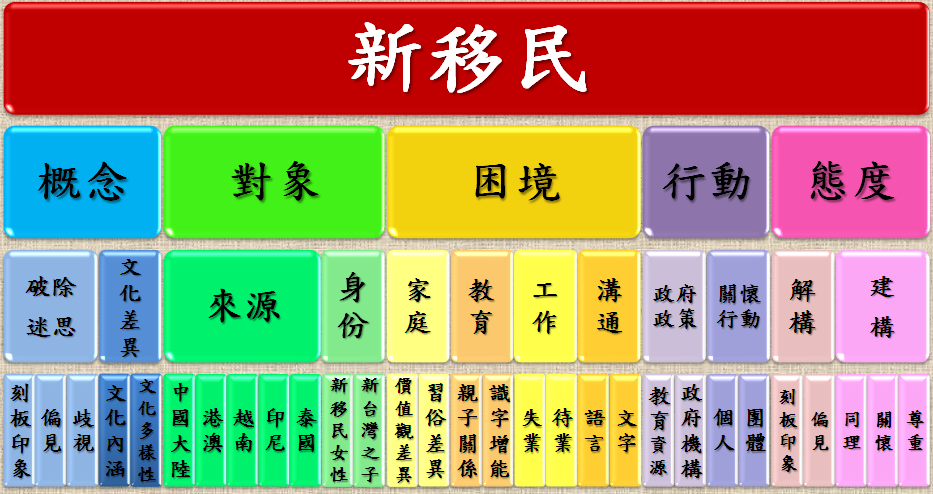 新移民
概念
對象
困境
行動
態度
破除
迷思
文化差異
來源
身份
家庭
教育
工作
溝通
政府
政策
關懷
行動
解構
建構
刻板印象
偏見
歧視
文化內涵
文化多樣性
中國大陸
港澳
越南
印尼
泰國
新移民女性
新台灣之子
價值觀差異
習俗差異
親子關係
識字增能
失業
待業
語言
文字
教育資源
政府機構
個人
團體
刻板印象
偏見
同理
關懷
尊重